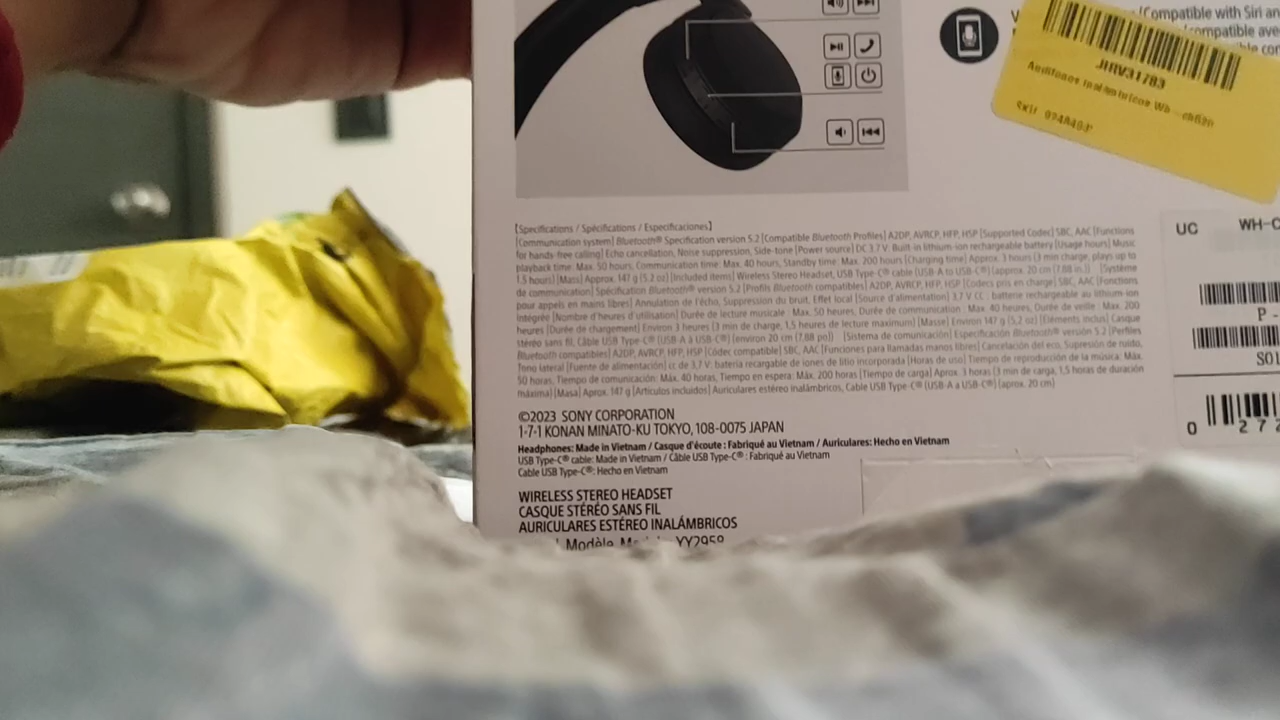 (Compatible with Siri an
compatible avec
JIRV31783
Audífonos Inalámbricos Wh - ch520
[Specifications / Spécifications / Especificaciones]
[Communication system] Bluetooth® Specification version 5.2 [Compatible Bluetooth Profiles] A2DP, AVRCP, HFP, HSP [Supported Codec] SBC, AAC [Functions
for hands-free calling] Echo cancellation, Noise suppression, Side-tone [Power source] DC 3.7 V: Built-in lithium-ion rechargeable battery [Usage hours] Music
playback time: Max. 50 hours, Communication time: Max. 40 hours, Standby time: Max. 200 hours [Charging time] Approx. 3 hours (3 min charge, plays up to
1.5 hours) [Mass] Approx. 147 g (5.2 oz) [Included items] Wireless Stereo Headset, USB Type-C® cable (USB-A to USB-C®) (approx. 20 cm (7.88 in.)) [Système
de communication] Spécification Bluetooth® version 5.2 [Profils Bluetooth compatibles] A2DP, AVRCP, HFP, HSP [Codecs pris en charge] SBC, AAC [Fonctions
pour appels en mains libres] Annulation de l'écho, Suppression du bruit, Effet local [Source d'alimentation] 3,7 V CC : batterie rechargeable au lithium-ion
intégrée [Nombre d'heures d'utilisation] Durée de lecture musicale : Max. 50 heures, Durée de communication : Max. 40 heures, Durée de veille : Max. 200
heures [Durée de chargement] Environ 3 heures (3 min de charge, 1,5 heures de lecture maximum) [Masse] Environ 147 g (5,2 oz) [Éléments inclus] Casque
stéréo sans fil, Câble USB Type-C® (USB-A à USB-C®) (environ 20 cm (7,88 po)) [Sistema de comunicación] Especificación Bluetooth® versión 5.2 [Perfiles
Bluetooth compatibles] A2DP, AVRCP, HFP, HSP [Códec compatible] SBC, AAC [Funciones para llamadas manos libres] Cancelación del eco, Supresión de ruido,
Tono lateral [Fuente de alimentación] cc de 3,7 V: batería recargable de iones de litio incorporada [Horas de uso] Tiempo de reproducción de la música: Máx.
50 horas, Tiempo de comunicación: Máx. 40 horas, Tiempo en espera: Máx. 200 horas [Tiempo de carga] Aprox. 3 horas (3 min de carga, 1,5 horas de duración
máxima) [Masa] Aprox. 147 g [Artículos incluidos] Auriculares estéreo inalámbricos, Cable USB Type-C® (USB-A a USB-C®) (aprox. 20 cm)
©2023 SONY CORPORATION
1-7-1 KONAN MINATO-KU TOKYO, 108-0075 JAPAN
Headphones: Made in Vietnam / Casque d'écoute : Fabriqué au Vietnam / Auriculares: Hecho en Vietnam
USB Type-C® cable: Made in Vietnam / Câble USB Type-C® : Fabriqué au Vietnam
Cable USB Type-C®: Hecho en Vietnam
WIRELESS STEREO HEADSET
CASQUE STÉRÉO SANS FIL
AURICULARES ESTÉREO INALÁMBRICOS
Modèle YY2958
UC WH-C
P -
S01
0 272